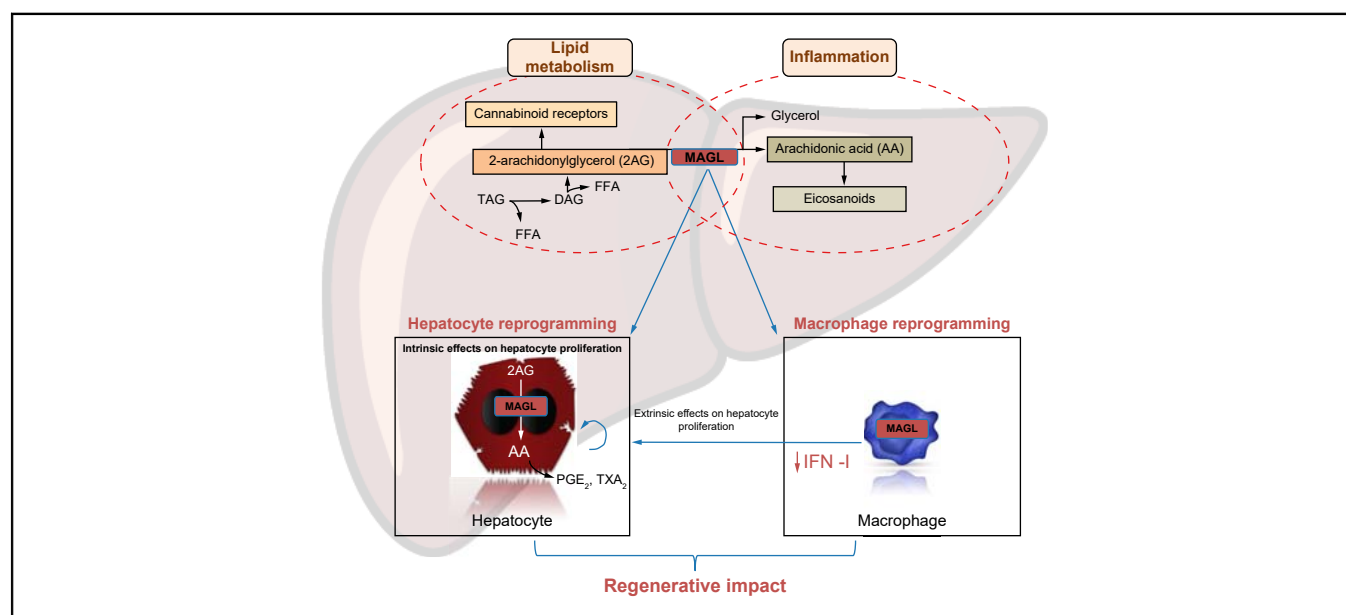 Lipid
metabolism
Inflammation
Cannabinoid receptors
Glycerol
2-arachidonylglycerol (2AG)
MAGL
Arachidonic acid (AA)
FFA
TAG
DAG
Eicosanoids
FFA
Hepatocyte reprogramming
Macrophage reprogramming
Intrinsic effects on hepatocyte proliferation
2AG
MAGL
AA
PGE₂, TXA₂
Hepatocyte
Extrinsic effects on hepatocyte
proliferation
MAGL
↓ IFN -I
Macrophage
Regenerative impact